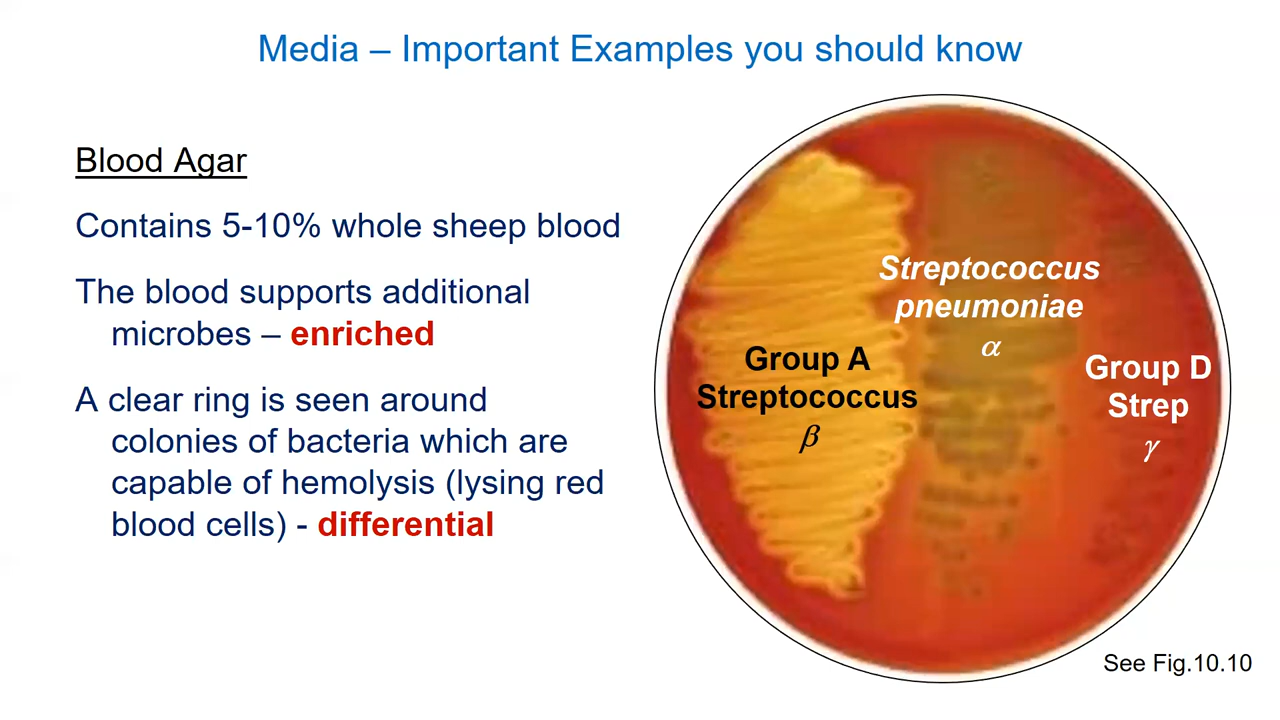 Media – Important Examples you should know
Blood Agar
Contains 5-10% whole sheep blood
The blood supports additional
microbes – enriched
A clear ring is seen around
colonies of bacteria which are
capable of hemolysis (lysing red
blood cells) - differential
Group A
Streptococcus
β
Streptococcus
pneumoniae
α
Group D
Strep
γ
See Fig.10.10